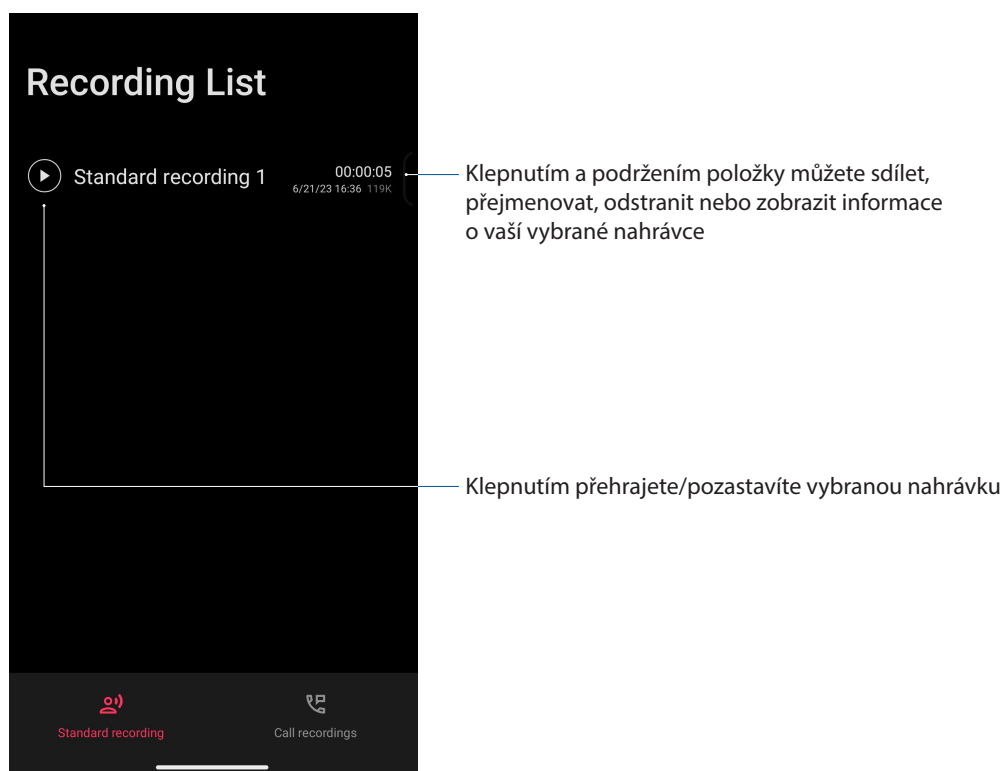 Recording List
Standard recording 1
00:00:05
6/21/23 16:36 119K
Klepnutím a podržením položky můžete sdílet,
přejmenovat, odstranit nebo zobrazit informace
o vaší vybrané nahrávce
Klepnutím přehrajete/pozastavíte vybranou nahrávku
Standard recording
Call recordings